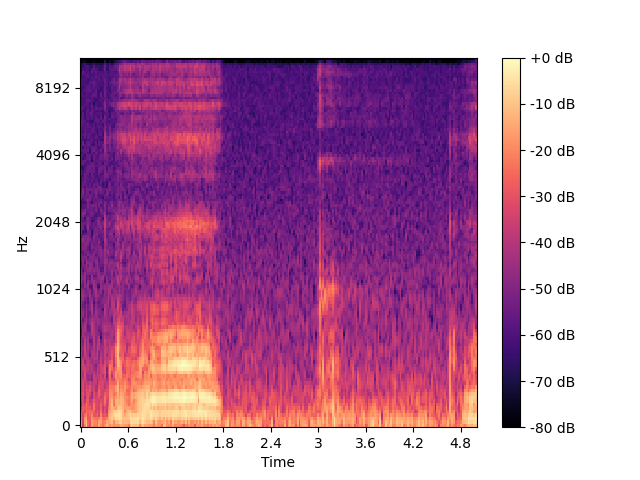 +0 dB
8192
-10 dB
4096
-20 dB
-30 dB
2048
Hz
-40 dB
1024
-50 dB
512
-60 dB
-70 dB
0
-80 dB
0 0.6 1.2 1.8 2.4 3 3.6 4.2 4.8
Time